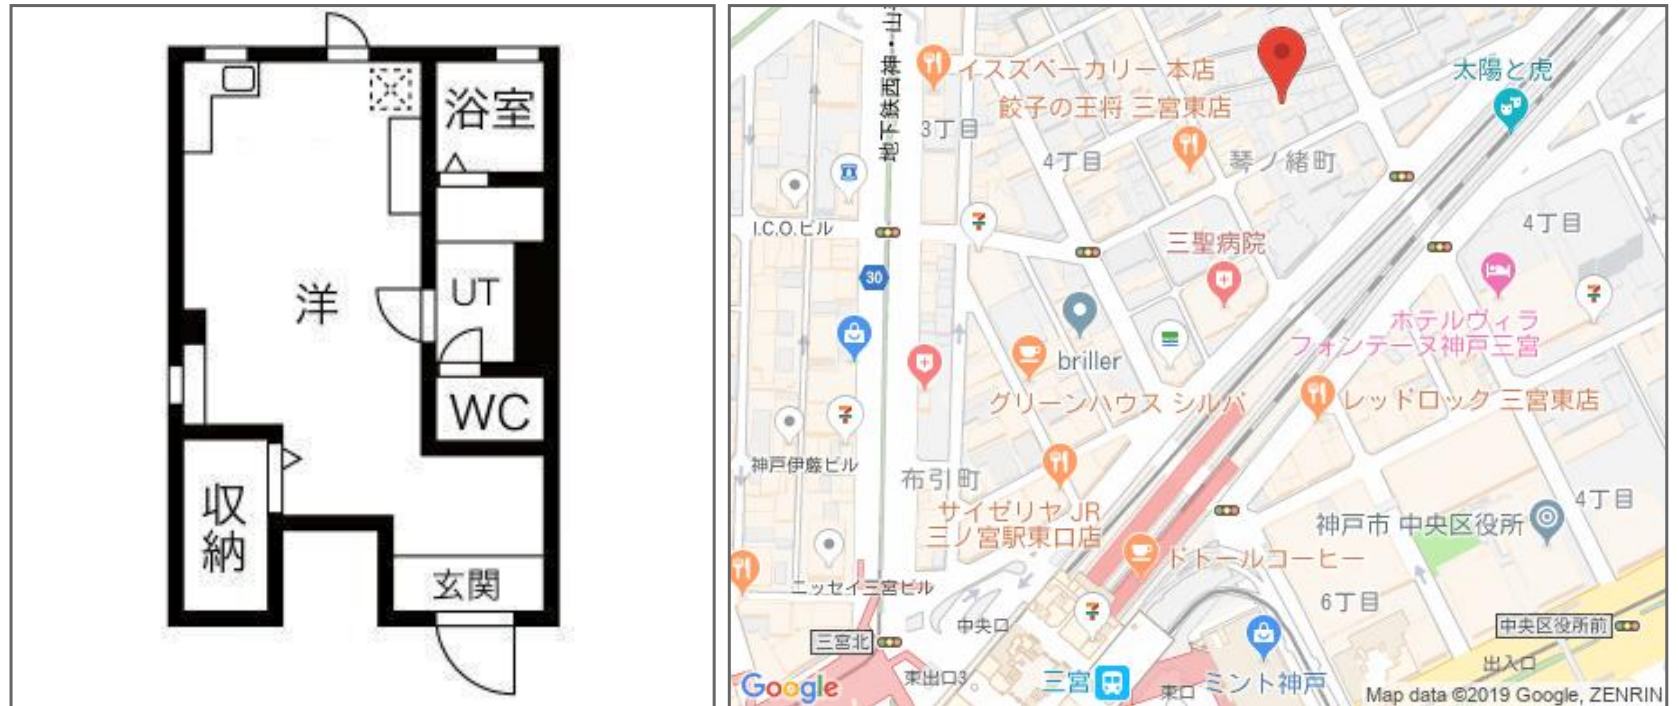 浴室
洋
UT
WC
収
納
玄関
太陽と虎
イスズベーカリー 本店
餃子の王将 三宮東店
地下鉄西神・山
3丁目
4丁目
琴ノ緒町
4丁目
I.C.O.ビル
三聖病院
30
ホテルヴィラ
フォンテーヌ神戸三宮
briller
グリーンハウス シルバ
レッドロック 三宮東店
神戸伊藤ビル
布引町
4丁目
サイゼリヤ JR
三ノ宮駅東口店
神戸市 中央区役所
ドトールコーヒー
ニッセイ三宮ビル
6丁目
中央口
中央区役所前
三宮北
出入口
東出口3
三宮
東口
ミント神戸
Google
Map data ©2019 Google, ZENRIN